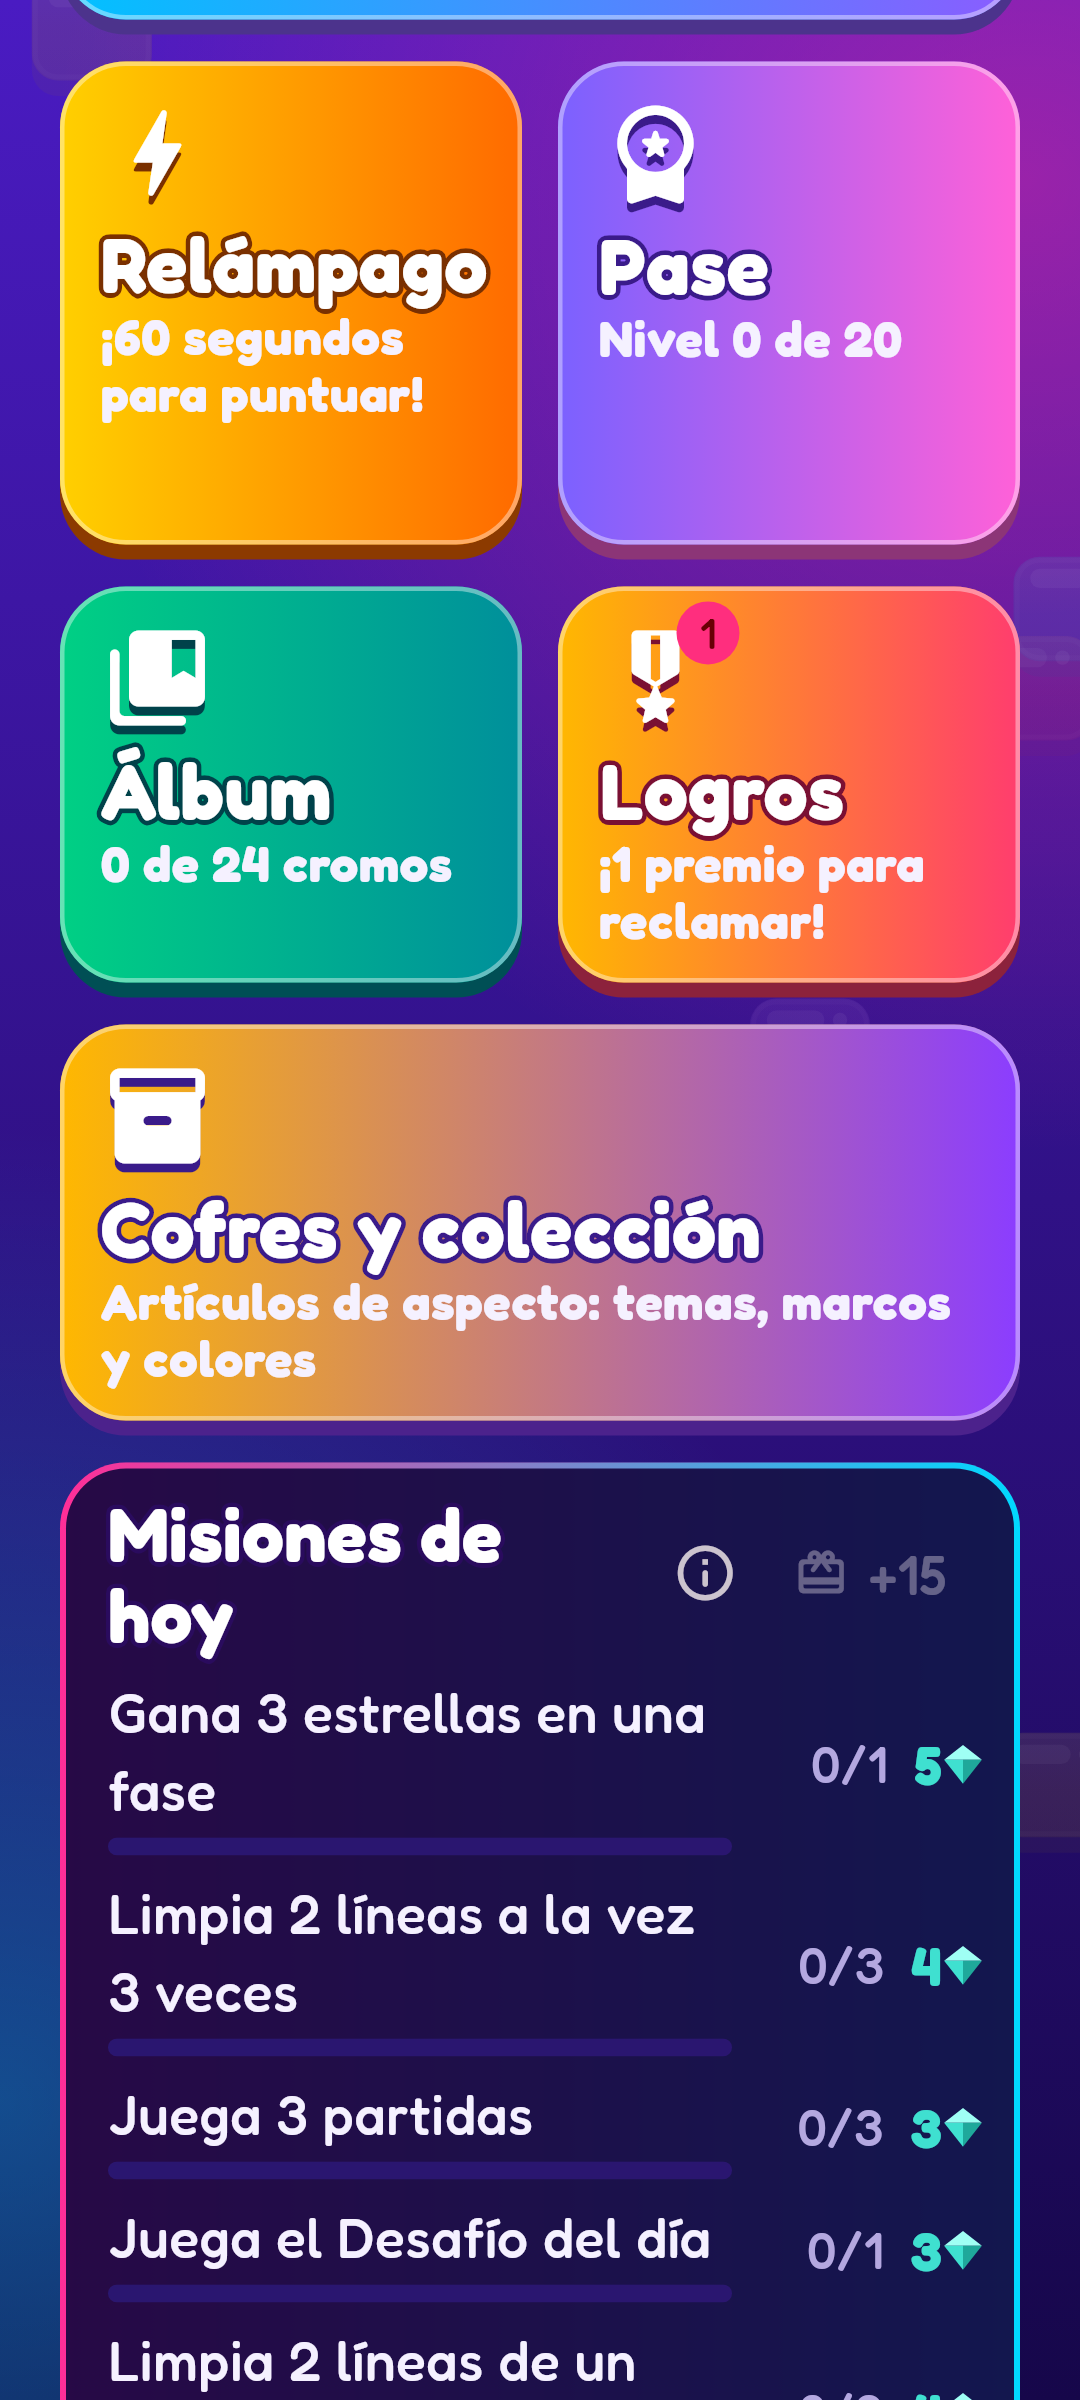 Relámpago
¡60 segundos
para puntuar!
Pase
Nivel 0 de 20
Álbum
0 de 24 cromos
1
Logros
¡1 premio para
reclamar!
Cofres y colección
Artículos de aspecto: temas, marcos
y colores
Misiones de
hoy
+15
Gana 3 estrellas en una
fase
0/1 5
Limpia 2 líneas a la vez
3 veces
0/3 4
Juega 3 partidas
0/3 3
Juega el Desafío del día
0/1 3
Limpia 2 líneas de un